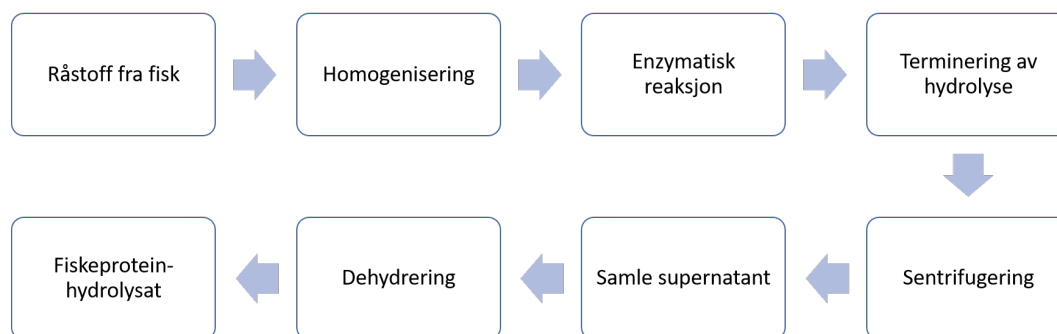 Råstoff fra fisk
Homogenisering
Enzymatisk
reaksjon
Terminering av
hydrolyse
Fiskeprotein-
hydrolysat
Dehydrering
Samle supernatant
Sentrifugering